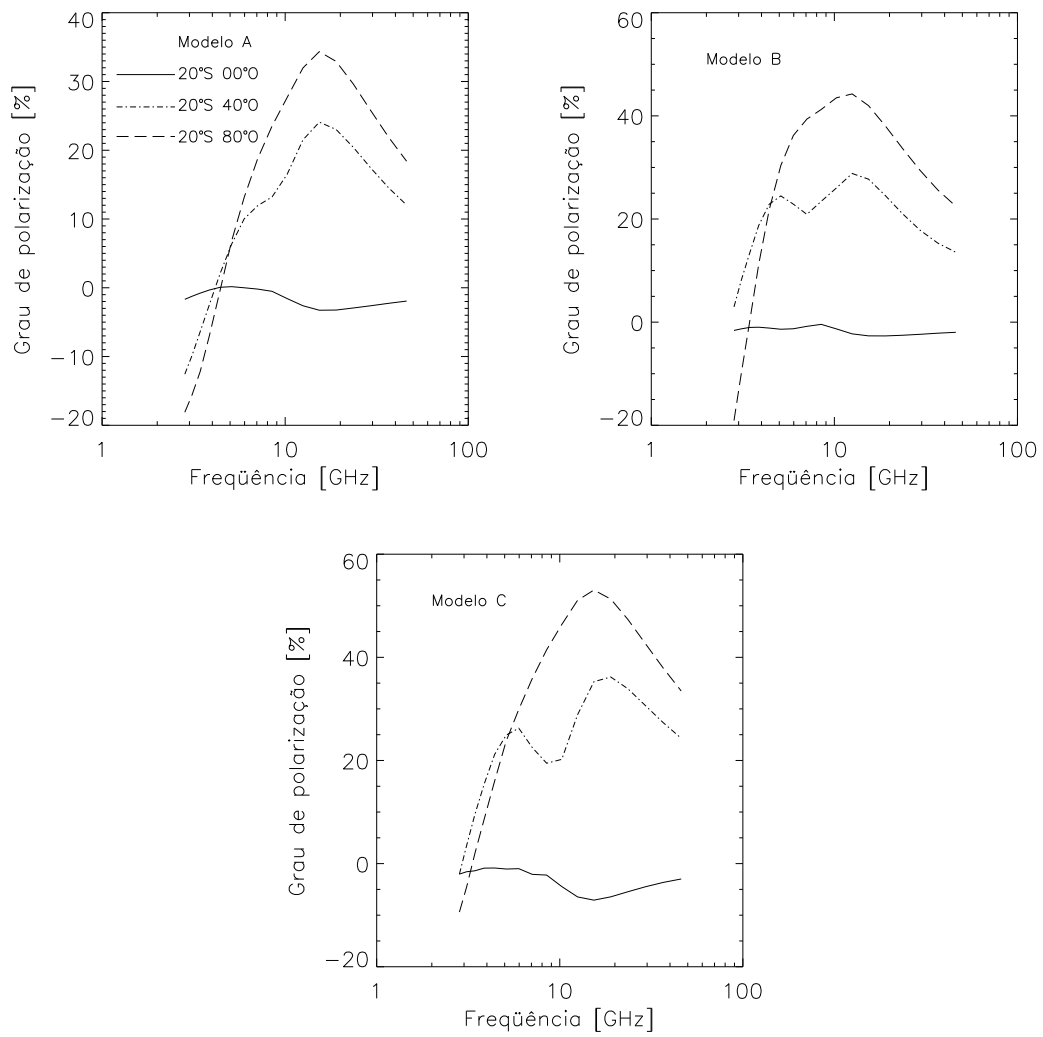 Modelo A
20°S 00°O
20°S 40°O
20°S 80°O
40
30
20
10
0
−10
−20
Grau de polarização [%]
1
10
100
Freqüência [GHz]
Modelo B
60
40
20
0
−20
Grau de polarização [%]
1
10
100
Freqüência [GHz]
Modelo C
60
40
20
0
−20
Grau de polarização [%]
1
10
100
Freqüência [GHz]